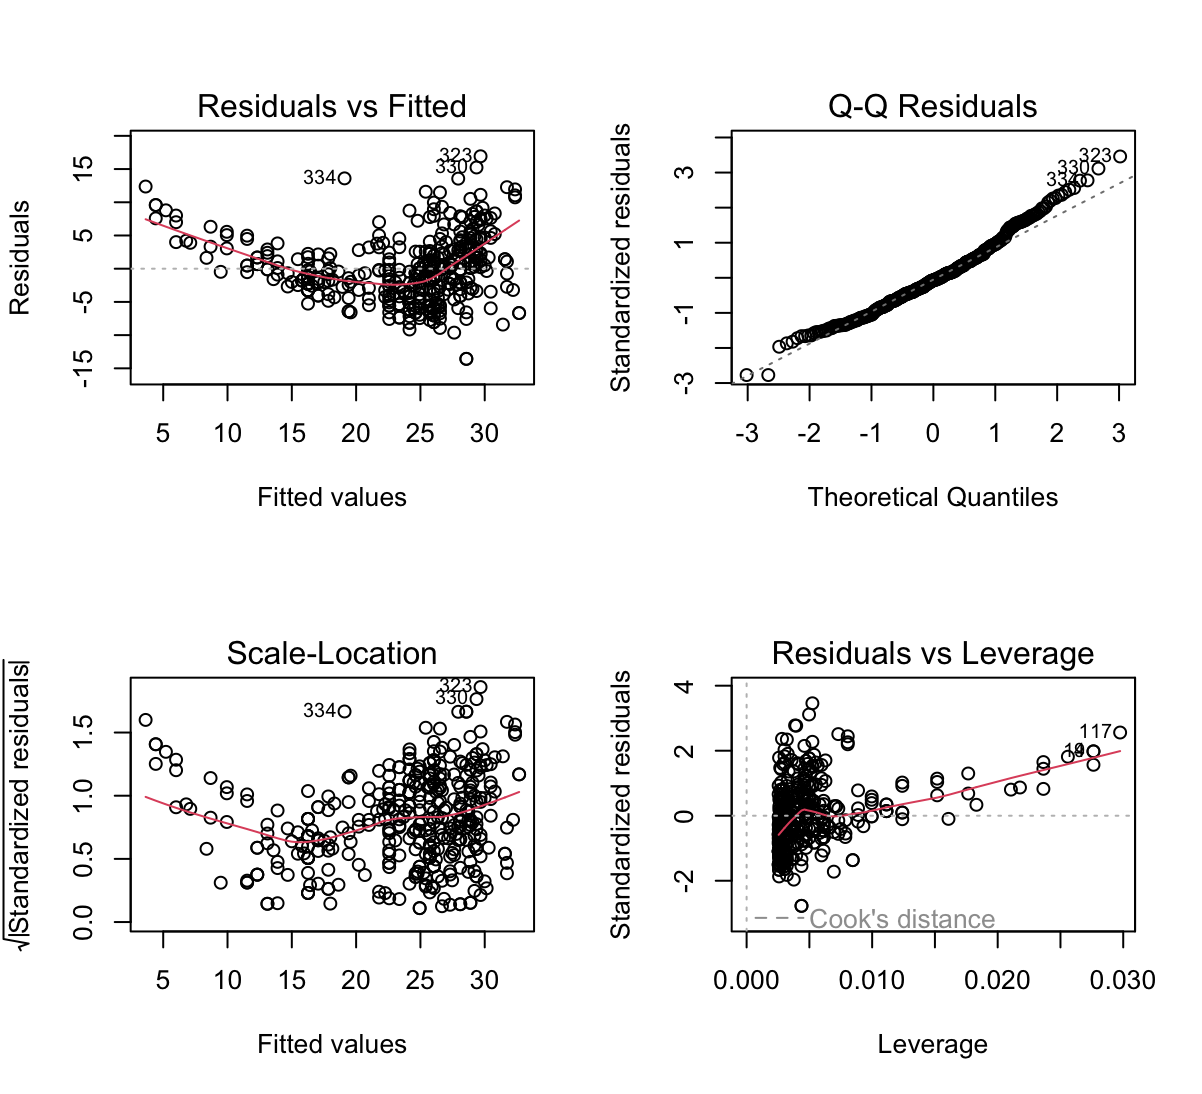 Residuals vs Fitted
Residuals
15
5
-5
-15
323
330
334
5 10 15 20 25 30
Fitted values
Q-Q Residuals
Standardized residuals
3
1
-1
-3
323
330
334
-3 -2 -1 0 1 2 3
Theoretical Quantiles
Scale-Location
√|Standardized residuals|
1.5
1.0
0.5
0.0
323
330
334
5 10 15 20 25 30
Fitted values
Residuals vs Leverage
Standardized residuals
4
2
0
-2
117
Cook's distance
0.000 0.010 0.020 0.030
Leverage